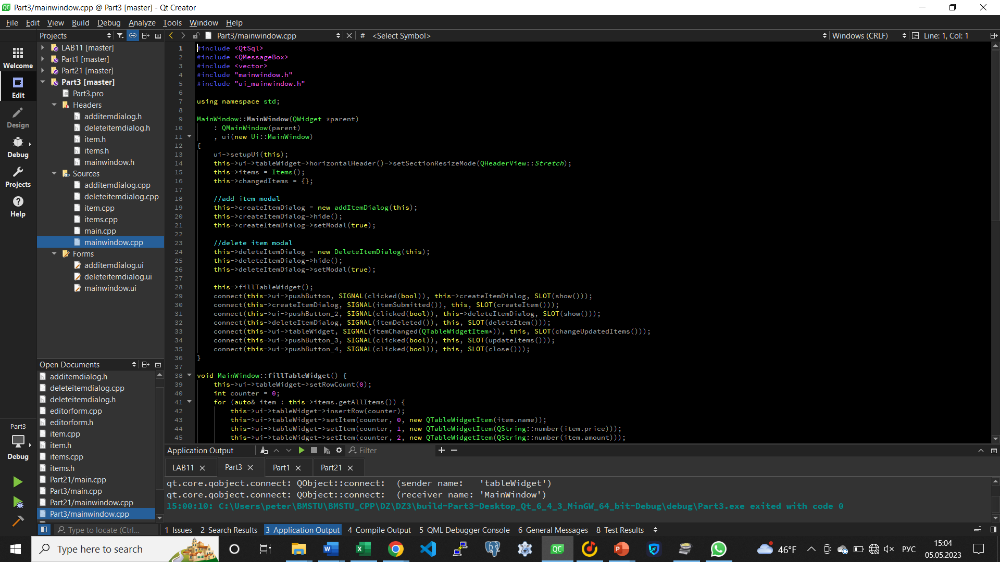 Part3/mainwindow.cpp @ Part3 [master] - Qt Creator
File Edit View Build Debug Analyze Tools Window Help
Projects
Part3/mainwindow.cpp
# <Select Symbol>
Windows (CRLF)
Line: 1, Col: 1
Welcome
Edit
Design
Debug
Projects
Help
LAB11 [master]
Part1 [master]
Part21 [master]
Part3 [master]
Part3.pro
Headers
additemdialog.h
deleteitemdialog.h
item.h
items.h
mainwindow.h
Sources
additemdialog.cpp
deleteitemdialog.cpp
item.cpp
items.cpp
main.cpp
mainwindow.cpp
Forms
additemdialog.ui
deleteitemdialog.ui
mainwindow.ui
Open Documents
additemdialog.h
deleteitemdialog.cpp
deleteitemdialog.h
editorform.cpp
editorform.h
item.cpp
item.h
items.cpp
items.h
Part21/main.cpp
Part3/main.cpp
Part21/mainwindow.cpp
Part3/mainwindow.cpp
Part3
Debug
1 #include <QtSql>
2 #include <QMessageBox>
3 #include <vector>
4 #include "mainwindow.h"
5 #include "ui_mainwindow.h"
6
7 using namespace std;
8
9 MainWindow::MainWindow(QWidget *parent)
10     : QMainWindow(parent)
11     , ui(new Ui::MainWindow)
12 {
13     ui->setupUi(this);
14     this->ui->tableWidget->horizontalHeader()->setSectionResizeMode(QHeaderView::Stretch);
15     this->items = Items();
16     this->changedItems = {};
17
18     //add item modal
19     this->createItemDialog = new addItemDialog(this);
20     this->createItemDialog->hide();
21     this->createItemDialog->setModal(true);
22
23     //delete item modal
24     this->deleteItemDialog = new DeleteItemDialog(this);
25     this->deleteItemDialog->hide();
26     this->deleteItemDialog->setModal(true);
27
28     this->fillTableWidget();
29     connect(this->ui->pushButton, SIGNAL(clicked(bool)), this->createItemDialog, SLOT(show()));
30     connect(this->createItemDialog, SIGNAL(itemSubmitted()), this, SLOT(createItem()));
31     connect(this->ui->pushButton_2, SIGNAL(clicked(bool)), this->deleteItemDialog, SLOT(show()));
32     connect(this->deleteItemDialog, SIGNAL(itemDeleted()), this, SLOT(deleteItem()));
33     connect(this->ui->tableWidget, SIGNAL(itemChanged(QTableWidgetItem*)), this, SLOT(changeUpdatedItems()));
34     connect(this->ui->pushButton_3, SIGNAL(clicked(bool)), this, SLOT(updateItems()));
35     connect(this->ui->pushButton_4, SIGNAL(clicked(bool)), this, SLOT(close()));
36 }
37
38 void MainWindow::fillTableWidget() {
39     this->ui->tableWidget->setRowCount(0);
40     int counter = 0;
41     for (auto& item : this->items.getAllItems()) {
42         this->ui->tableWidget->insertRow(counter);
43         this->ui->tableWidget->setItem(counter, 0, new QTableWidgetItem(item.name));
44         this->ui->tableWidget->setItem(counter, 1, new QTableWidgetItem(QString::number(item.price)));
45         this->ui->tableWidget->setItem(counter, 2, new QTableWidgetItem(QString::number(item.amount)));
Application Output
Filter
LAB11 Part3 Part1 Part21
qt.core.qobject.connect: QObject::connect:  (sender name:   'tableWidget')
qt.core.qobject.connect: QObject::connect:  (receiver name: 'MainWindow')
15:00:10: C:\Users\peter\BMSTU\BMSTU_CPP\DZ\DZ3\build-Part3-Desktop_Qt_6_4_3_MinGW_64_bit-Debug\debug\Part3.exe exited with code 0
Type to locate (Ctrl...
1 Issues 2 Search Results 3 Application Output 4 Compile Output 5 QML Debugger Console 6 General Messages 8 Test Results
Type here to search
46°F
РУС
15:04
05.05.2023